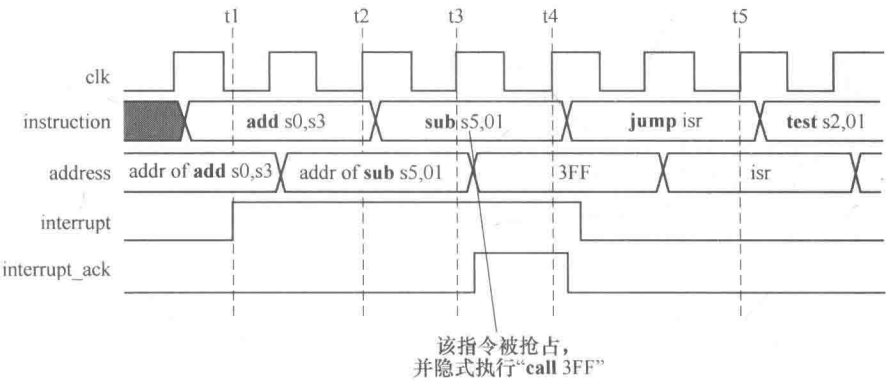 t1 t2 t3 t4 t5
clk
instruction add s0,s3 sub s5,01 jump isr test s2,01
address addr of add s0,s3 addr of sub s5,01 3FF isr
interrupt
interrupt_ack
该指令被抢占,
并隐式执行“call 3FF”